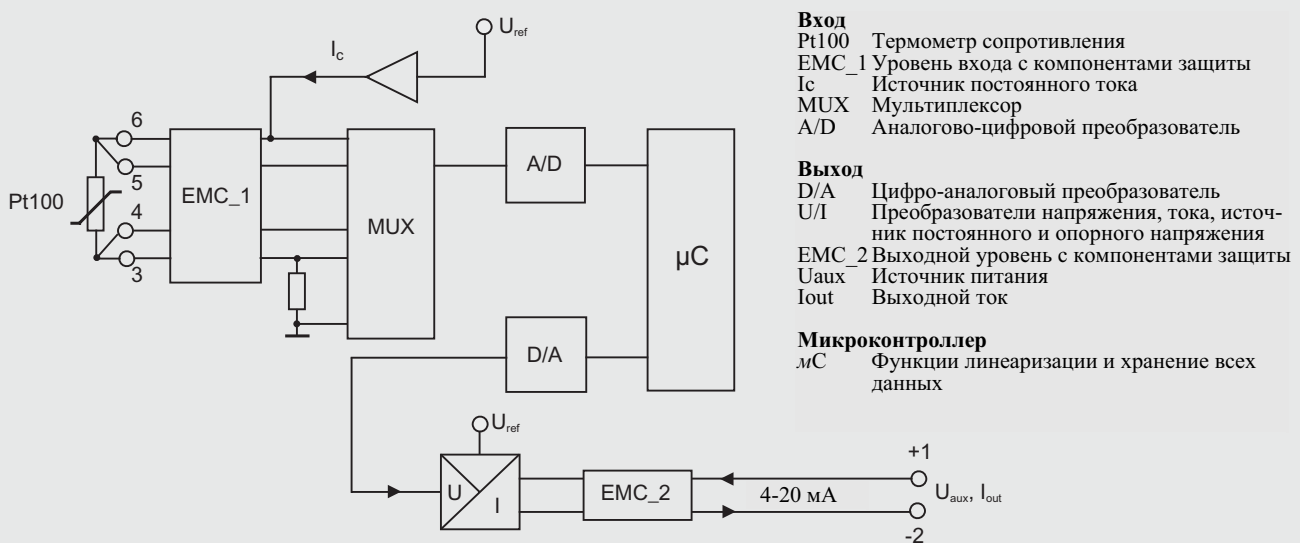 U_ref
I_c
6
5
4
3
Pt100
EMC_1
MUX
A/D
µC
D/A
U_ref
U
I
EMC_2
4-20 мА
+1
U_aux, I_out
-2
Вход
Pt100 Термометр сопротивления
EMC_1 Уровень входа с компонентами защиты
Ic Источник постоянного тока
MUX Мультиплексор
A/D Аналогово-цифровой преобразователь
Выход
D/A Цифро-аналоговый преобразователь
U/I Преобразователи напряжения, тока, источ-
ник постоянного и опорного напряжения
EMC_2 Выходной уровень с компонентами защиты
Uaux Источник питания
Iout Выходной ток
Микроконтроллер
мC Функции линеаризации и хранение всех
данных